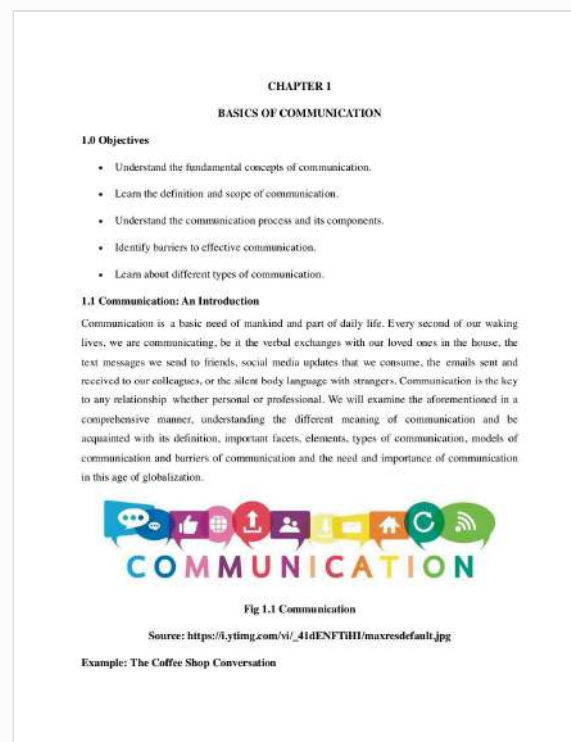 CHAPTER 1
BASICS OF COMMUNICATION
1.0 Objectives
• Understand the fundamental concepts of communication.
• Learn the definition and scope of communication.
• Understand the communication process and its components.
• Identify barriers to effective communication.
• Learn about different types of communication.
1.1 Communication: An Introduction
Communication is a basic need of mankind and part of daily life. Every second of our waking
lives, we are communicating, be it the verbal exchanges with our loved ones in the house, the
text messages we send to friends, social media updates that we consume, the emails sent and
received to our colleagues, or the silent body language with strangers. Communication is the key
to any relationship whether personal or professional. We will examine the aforementioned in a
comprehensive manner, understanding the different meaning of communication and be
acquainted with its definition, important facets, elements, types of communication, models of
communication and barriers of communication and the need and importance of communication
in this age of globalization.
COMMUNICATION
Fig 1.1 Communication
Source: https://i.ytimg.com/vi/_41dENFTiHI/maxresdefault.jpg
Example: The Coffee Shop Conversation